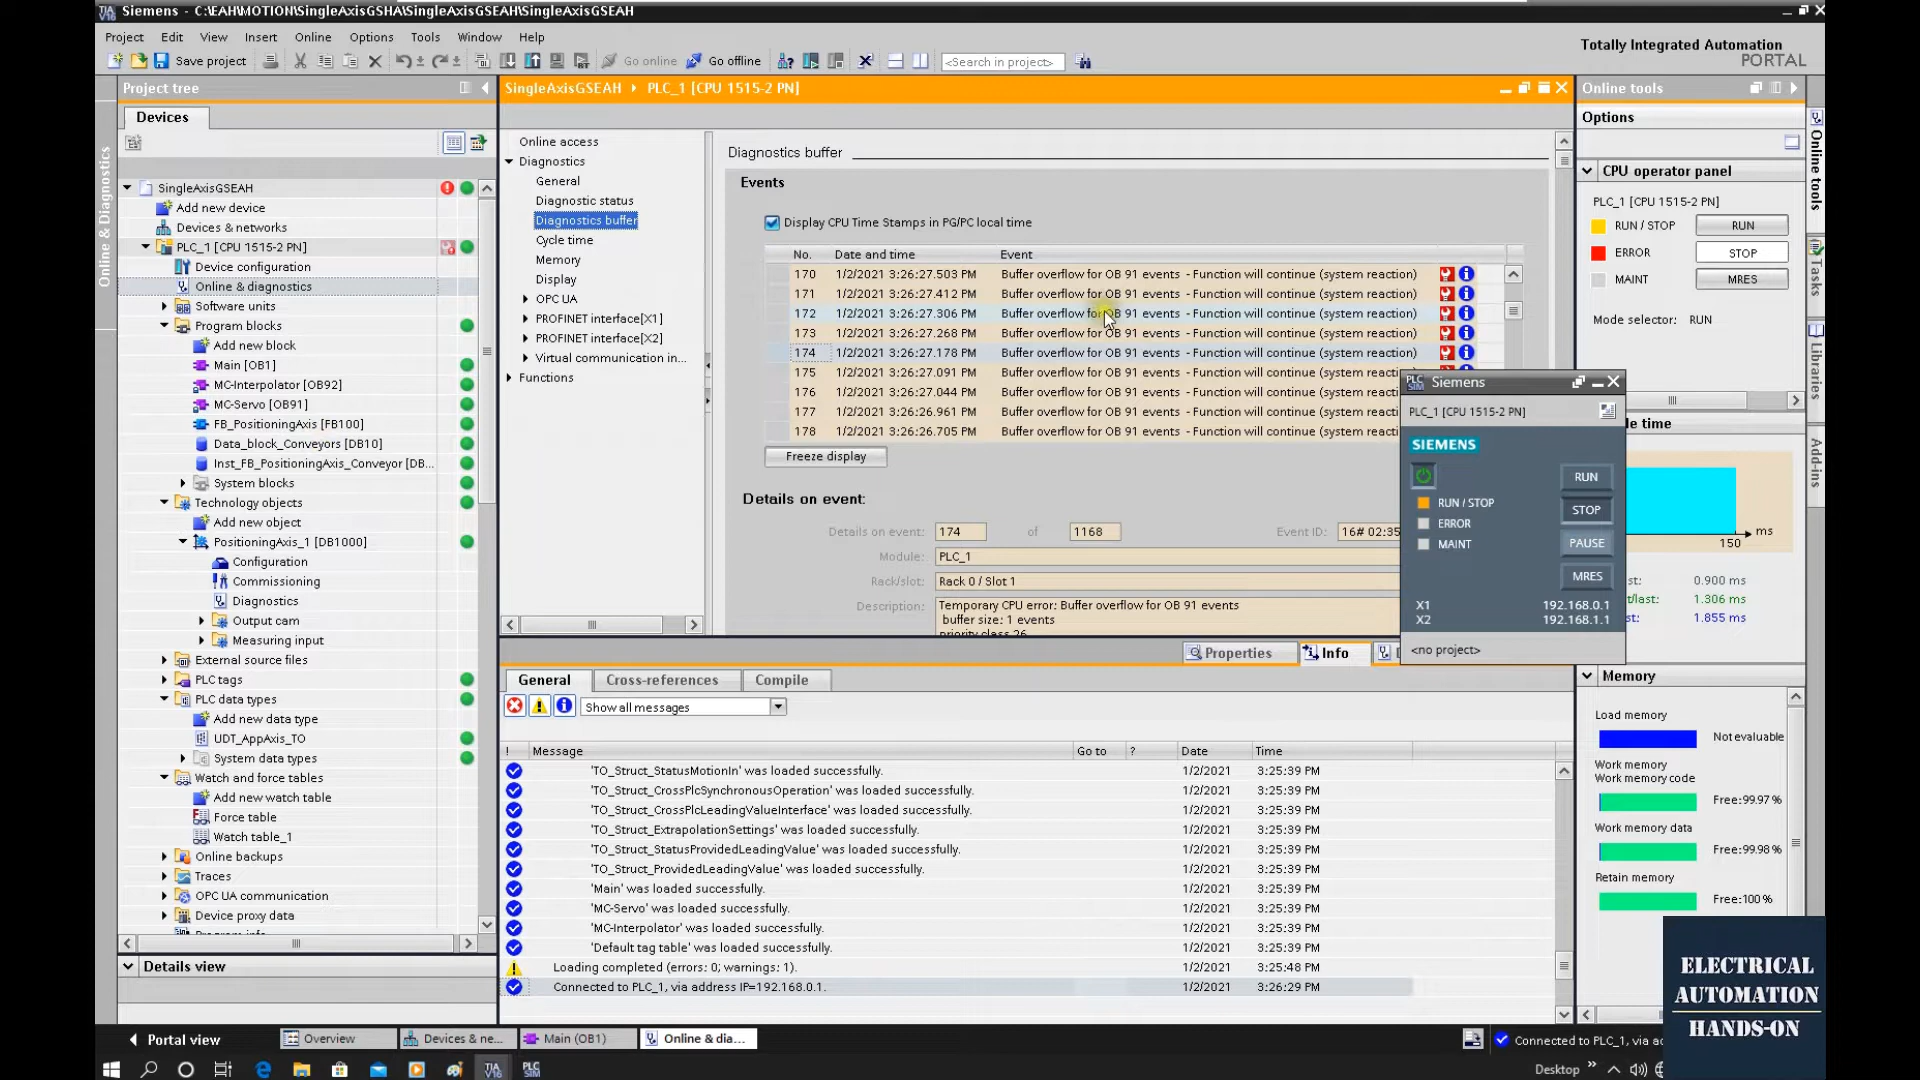 Siemens - C:\EAH\MOTION\SingleAxisGSHA\SingleAxisGSEAH\SingleAxisGSEAH
Project Edit View Insert Online Options Tools Window Help
Totally Integrated Automation
PORTAL
Save project
Go online
Go offline
<Search in project>
Project tree
Devices
Online & Diagnostics
SingleAxisGSEAH
Add new device
Devices & networks
PLC_1 [CPU 1515-2 PN]
Device configuration
Online & diagnostics
Software units
Program blocks
Add new block
Main [OB1]
MC-Interpolator [OB92]
MC-Servo [OB91]
FB_PositioningAxis [FB100]
Data_block_Conveyors [DB10]
Inst_FB_PositioningAxis_Conveyor [DB...
System blocks
Technology objects
Add new object
PositioningAxis_1 [DB1000]
Configuration
Commissioning
Diagnostics
Output cam
Measuring input
External source files
PLC tags
PLC data types
Add new data type
UDT_AppAxis_TO
System data types
Watch and force tables
Add new watch table
Force table
Watch table_1
Online backups
Traces
OPC UA communication
Device proxy data
Details view
SingleAxisGSEAH PLC_1 [CPU 1515-2 PN]
Online access
Diagnostics
General
Diagnostic status
Diagnostics buffer
Cycle time
Memory
Display
OPC UA
PROFINET interface[X1]
PROFINET interface[X2]
Virtual communication in...
Functions
Diagnostics buffer
Events
Display CPU Time Stamps in PG/PC local time
No. Date and time Event
170 1/2/2021 3:26:27.503 PM Buffer overflow for OB 91 events - Function will continue (system reaction)
171 1/2/2021 3:26:27.412 PM Buffer overflow for OB 91 events - Function will continue (system reaction)
172 1/2/2021 3:26:27.306 PM Buffer overflow for OB 91 events - Function will continue (system reaction)
173 1/2/2021 3:26:27.268 PM Buffer overflow for OB 91 events - Function will continue (system reaction)
174 1/2/2021 3:26:27.178 PM Buffer overflow for OB 91 events - Function will continue (system reaction)
175 1/2/2021 3:26:27.091 PM Buffer overflow for OB 91 events - Function will continue (system reacti
176 1/2/2021 3:26:27.044 PM Buffer overflow for OB 91 events - Function will continue (system reacti
177 1/2/2021 3:26:26.961 PM Buffer overflow for OB 91 events - Function will continue (system reacti
178 1/2/2021 3:26:26.705 PM Buffer overflow for OB 91 events - Function will continue (system reacti
Freeze display
Details on event:
Details on event: 174 of 1168 Event ID: 16# 02:35
Module: PLC_1
Rack/slot: Rack 0 / Slot 1
Description: Temporary CPU error: Buffer overflow for OB 91 events
buffer size: 1 events
priority class 26
Properties Info
General Cross-references Compile
Show all messages
! Message Go to ? Date Time
'TO_Struct_StatusMotionIn' was loaded successfully. 1/2/2021 3:25:39 PM
'TO_Struct_CrossPlcSynchronousOperation' was loaded successfully. 1/2/2021 3:25:39 PM
'TO_Struct_CrossPlcLeadingValueInterface' was loaded successfully. 1/2/2021 3:25:39 PM
'TO_Struct_ExtrapolationSettings' was loaded successfully. 1/2/2021 3:25:39 PM
'TO_Struct_StatusProvidedLeadingValue' was loaded successfully. 1/2/2021 3:25:39 PM
'TO_Struct_ProvidedLeadingValue' was loaded successfully. 1/2/2021 3:25:39 PM
'Main' was loaded successfully. 1/2/2021 3:25:39 PM
'MC-Servo' was loaded successfully. 1/2/2021 3:25:39 PM
'MC-Interpolator' was loaded successfully. 1/2/2021 3:25:39 PM
'Default tag table' was loaded successfully. 1/2/2021 3:25:39 PM
Loading completed (errors: 0; warnings: 1). 1/2/2021 3:25:48 PM
Connected to PLC_1, via address IP=192.168.0.1. 1/2/2021 3:26:29 PM
Online tools
Options
CPU operator panel
PLC_1 [CPU 1515-2 PN]
RUN / STOP RUN
ERROR STOP
MAINT MRES
Mode selector: RUN
Siemens
PLC_1 [CPU 1515-2 PN]
SIEMENS
RUN
RUN / STOP
STOP
ERROR
MAINT
PAUSE
MRES
X1 192.168.0.1
X2 192.168.1.1
<no project>
le time
ms
150
st: 0.900 ms
t/last: 1.306 ms
st: 1.855 ms
Memory
Load memory
Not evaluable
Work memory
Work memory code
Free:99.97 %
Work memory data
Free:99.98 %
Retain memory
Free:100 %
Online tools
Tasks
Libraries
Add-ins
ELECTRICAL
AUTOMATION
HANDS-ON
Portal view
Overview
Devices & ne...
Main (OB1)
Online & dia...
Connected to PLC_1, via ad
Desktop